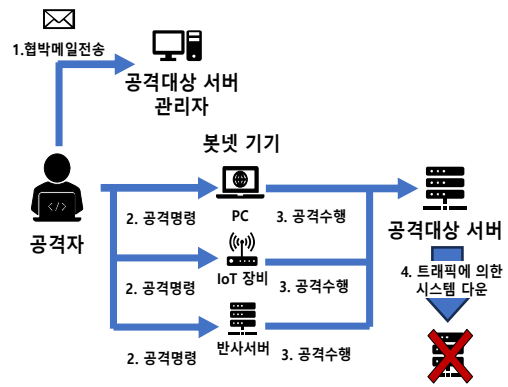 1.협박메일전송
공격대상 서버
관리자
봇넷 기기
</>
공격자
2. 공격명령
PC
3. 공격수행
공격대상 서버
2. 공격명령
IoT 장비
3. 공격수행
4. 트래픽에 의한
시스템 다운
2. 공격명령
반사서버
3. 공격수행